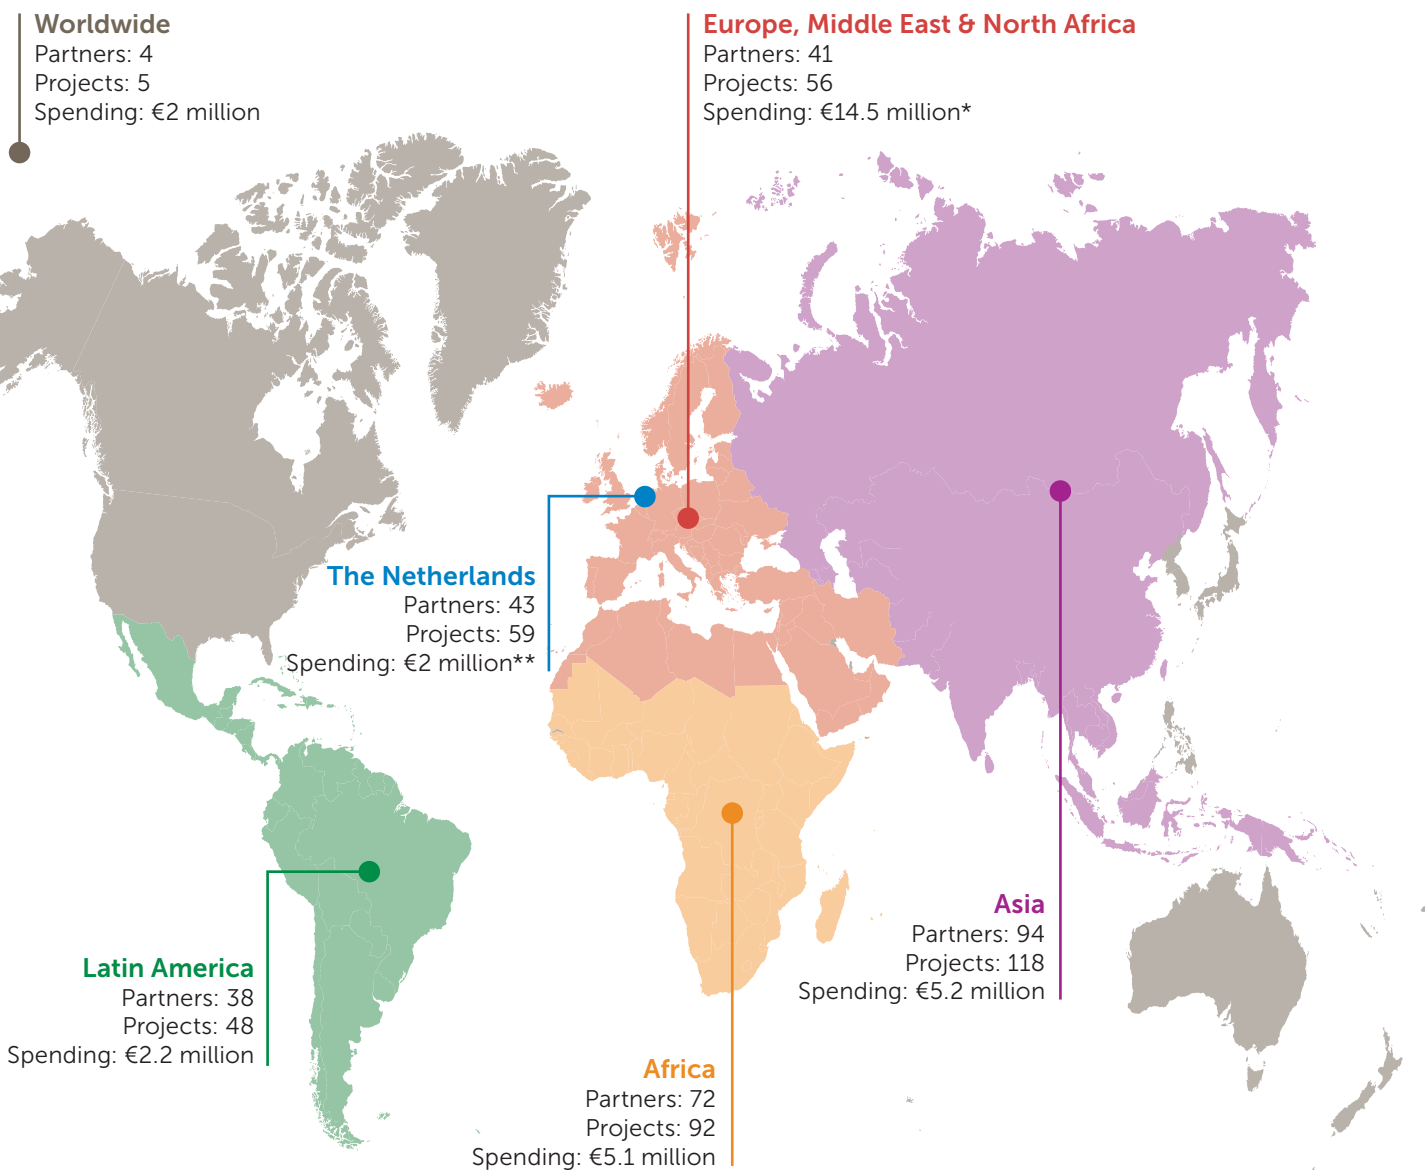 Worldwide
Partners: 4
Projects: 5
Spending: €2 million
Europe, Middle East & North Africa
Partners: 41
Projects: 56
Spending: €14.5 million*
The Netherlands
Partners: 43
Projects: 59
Spending: €2 million**
Asia
Partners: 94
Projects: 118
Spending: €5.2 million
Latin America
Partners: 38
Projects: 48
Spending: €2.2 million
Africa
Partners: 72
Projects: 92
Spending: €5.1 million